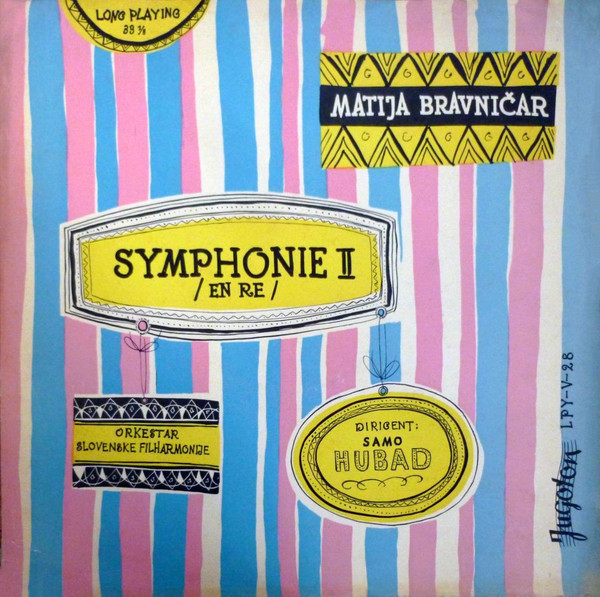 LONG PLAYING
33 ⅓
MATIJA BRAVNIČAR
SYMPHONIE II
/ EN RE /
ORKESTAR
SLOVENSKE FILHARMONIJE
DIRIGENT:
SAMO
HUBAD
Jugoton LPY-V-28